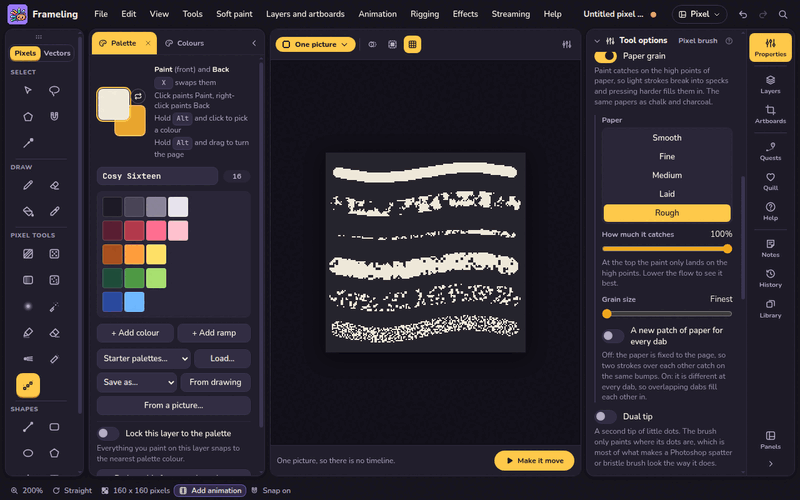 Frameling
File Edit View Tools Soft paint Layers and artboards Animation Rigging Effects Streaming Help
Untitled pixel ...
Pixel
Pixels Vectors
SELECT
DRAW
PIXEL TOOLS
SHAPES
Palette
Colours
Paint (front) and Back
X swaps them
Click paints Paint, right-
click paints Back
Hold Alt and click to pick
a colour
Hold Alt and drag to turn
the page
Cosy Sixteen
16
+ Add colour
+ Add ramp
Starter palettes...
Load...
Save as...
From drawing
From a picture...
Lock this layer to the palette
Everything you paint on this layer snaps to
the nearest palette colour.
One picture
One picture, so there is no timeline.
Make it move
Tool options
Pixel brush
Paper grain
Paint catches on the high points of
paper, so light strokes break into specks
and pressing harder fills them in. The
same papers as chalk and charcoal.
Paper
Smooth
Fine
Medium
Laid
Rough
How much it catches 100%
At the top the paint only lands on the
high points. Lower the flow to see it
best.
Grain size Finest
A new patch of paper for
every dab
Off: the paper is fixed to the page, so
two strokes over each other catch on
the same bumps. On: it is different at
every dab, so overlapping dabs fill
each other in.
Dual tip
A second tip of little dots. The brush
only paints where its dots are, which is
most of what makes a Photoshop spatter
or bristle brush look the way it does.
Properties
Layers
Artboards
Quests
Quill
Help
Notes
History
Library
Panels
200%
Straight
160 x 160 pixels
Add animation
Snap on